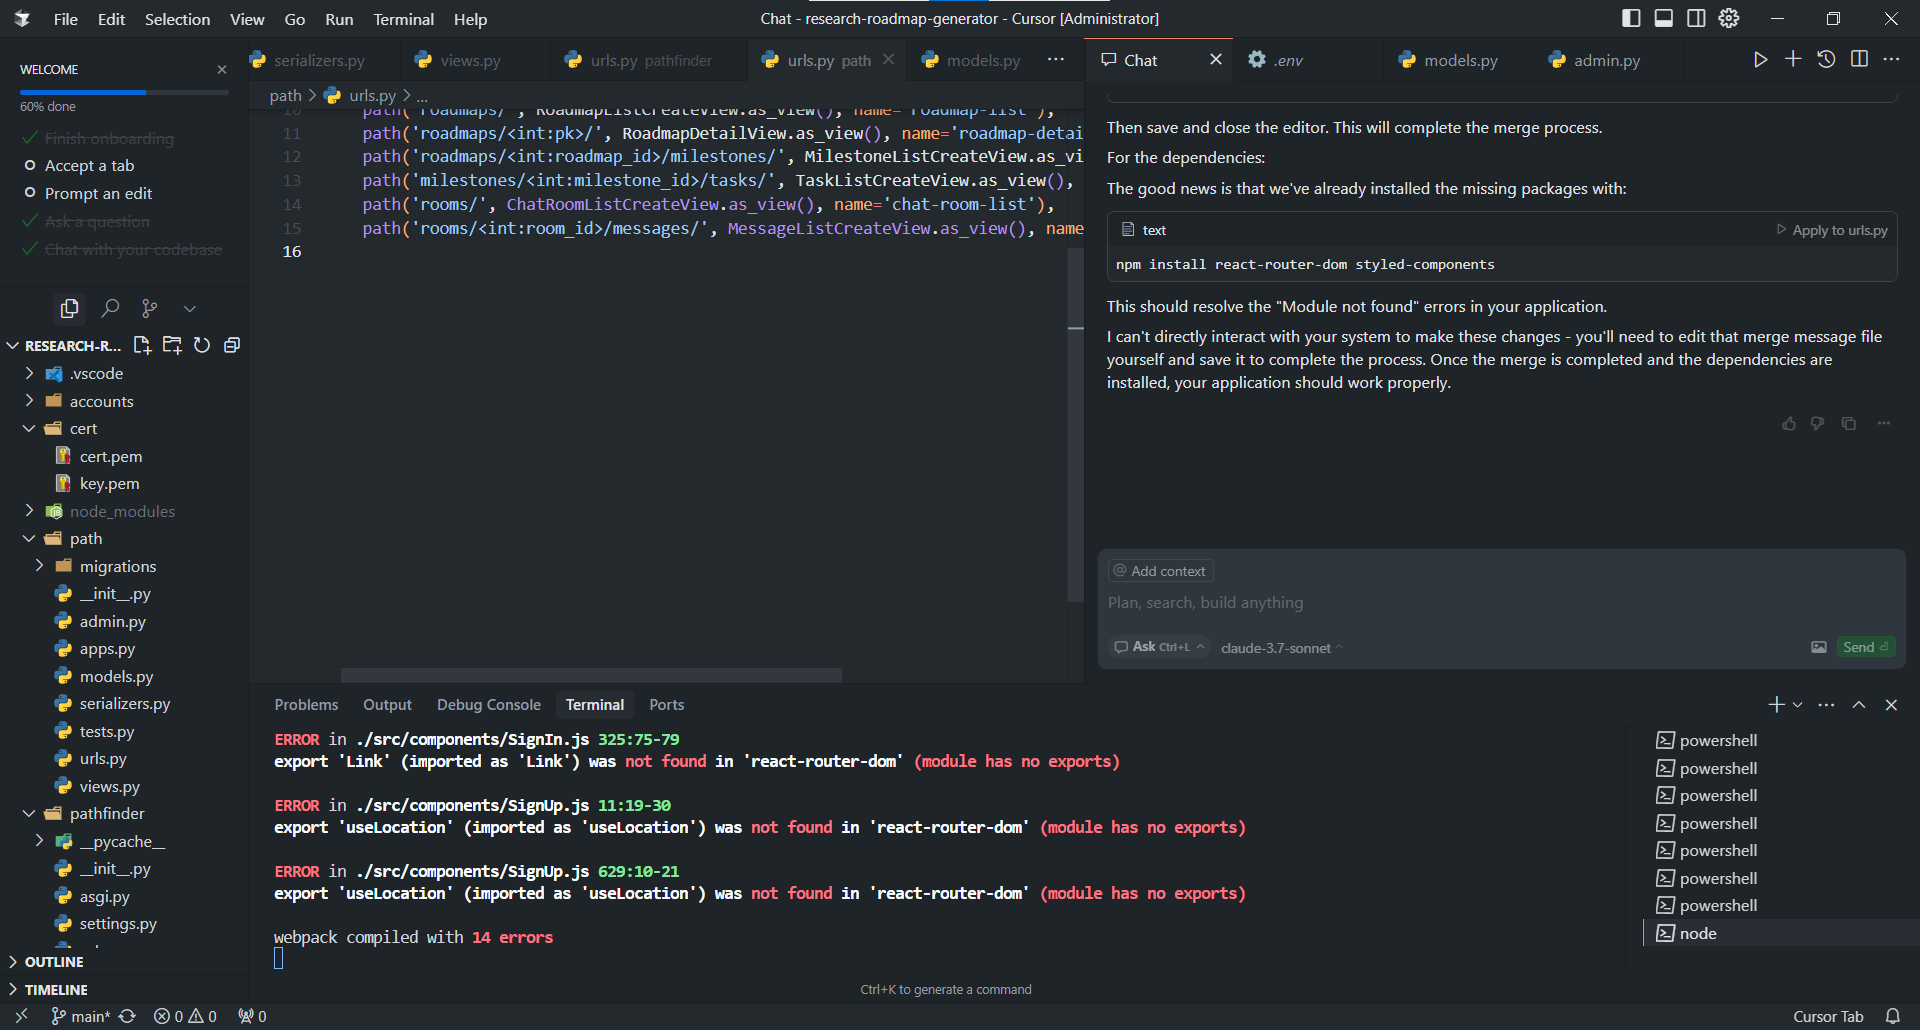 File Edit Selection View Go Run Terminal Help
Chat - research-roadmap-generator - Cursor [Administrator]
WELCOME
60% done
Finish onboarding
Accept a tab
Prompt an edit
Ask a question
Chat with your codebase
RESEARCH-R...
.vscode
accounts
cert
cert.pem
key.pem
node_modules
path
migrations
__init__.py
admin.py
apps.py
models.py
serializers.py
tests.py
urls.py
views.py
pathfinder
__pycache__
__init__.py
asgi.py
settings.py
OUTLINE
TIMELINE
serializers.py views.py urls.py pathfinder urls.py path models.py
path > urls.py > ...
10 path('roadmaps/', RoadmapListCreateView.as_view(), name='roadmap-list'),
11 path('roadmaps/<int:pk>/', RoadmapDetailView.as_view(), name='roadmap-detai
12 path('roadmaps/<int:roadmap_id>/milestones/', MilestoneListCreateView.as_vi
13 path('milestones/<int:milestone_id>/tasks/', TaskListCreateView.as_view(),
14 path('rooms/', ChatRoomListCreateView.as_view(), name='chat-room-list'),
15 path('rooms/<int:room_id>/messages/', MessageListCreateView.as_view(), name
16
Chat .env models.py admin.py
Then save and close the editor. This will complete the merge process.
For the dependencies:
The good news is that we've already installed the missing packages with:
text Apply to urls.py
npm install react-router-dom styled-components
This should resolve the "Module not found" errors in your application.
I can't directly interact with your system to make these changes - you'll need to edit that merge message file
yourself and save it to complete the process. Once the merge is completed and the dependencies are
installed, your application should work properly.
@ Add context
Plan, search, build anything
Ask Ctrl+L ^ claude-3.7-sonnet ^ Send
Problems Output Debug Console Terminal Ports
ERROR in ./src/components/SignIn.js 325:75-79
export 'Link' (imported as 'Link') was not found in 'react-router-dom' (module has no exports)
ERROR in ./src/components/SignUp.js 11:19-30
export 'useLocation' (imported as 'useLocation') was not found in 'react-router-dom' (module has no exports)
ERROR in ./src/components/SignUp.js 629:10-21
export 'useLocation' (imported as 'useLocation') was not found in 'react-router-dom' (module has no exports)
webpack compiled with 14 errors
Ctrl+K to generate a command
powershell
powershell
powershell
powershell
powershell
powershell
powershell
node
main* 0 0 0
Cursor Tab